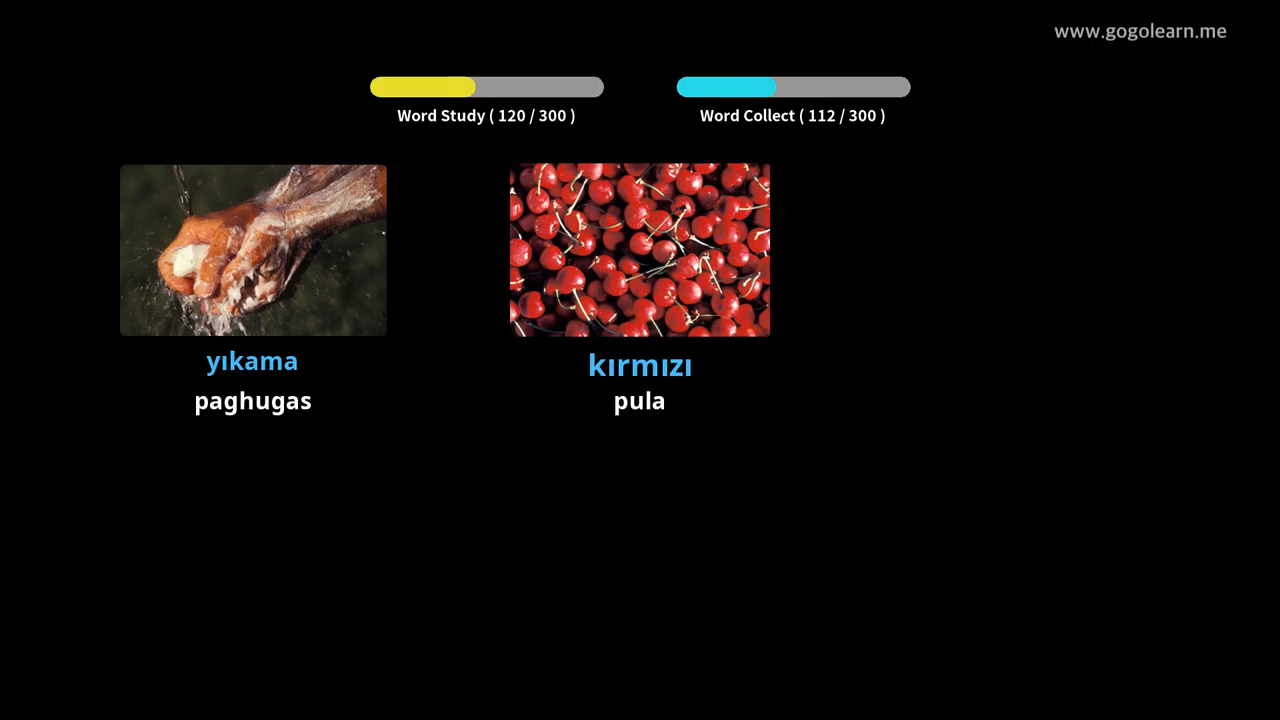 www.gogolearn.me
Word Study ( 120 / 300 )
Word Collect ( 112 / 300 )
yıkama
paghugas
kırmızı
pula